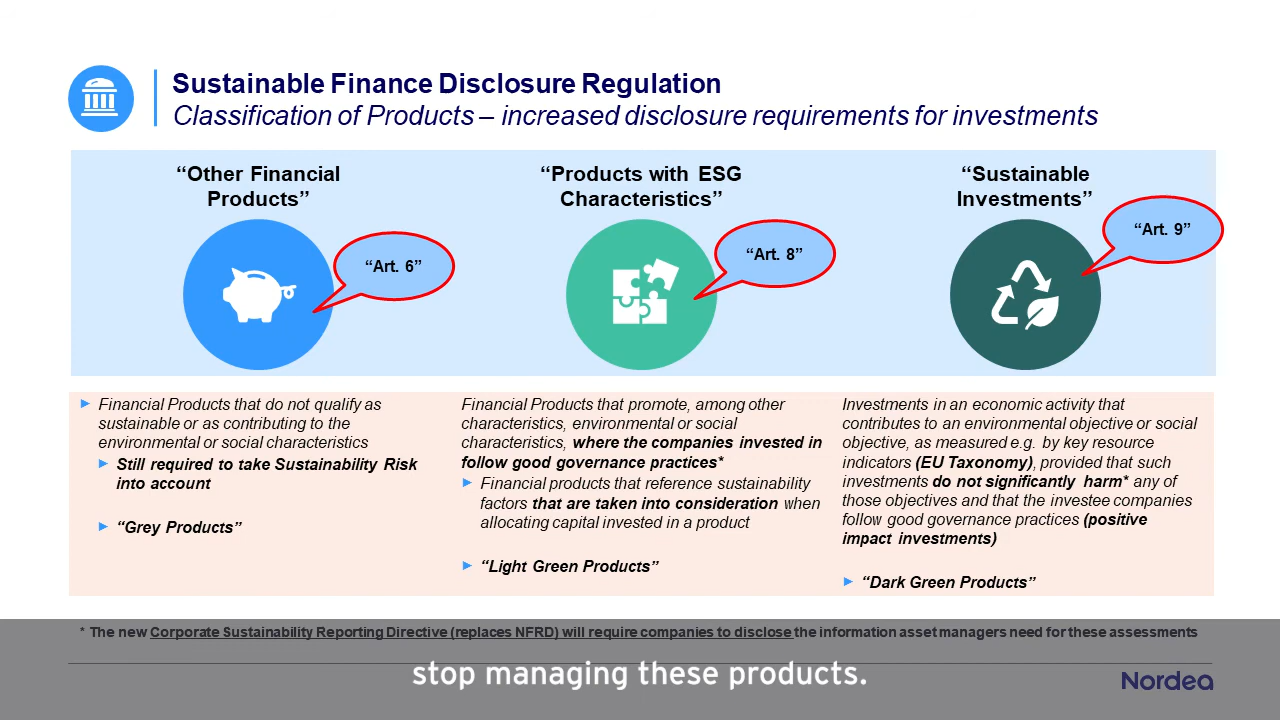 Sustainable Finance Disclosure Regulation
Classification of Products – increased disclosure requirements for investments
“Other Financial
Products”
“Art. 6”
“Products with ESG
Characteristics”
“Art. 8”
“Sustainable
Investments”
“Art. 9”
Financial Products that do not qualify as
sustainable or as contributing to the
environmental or social characteristics
Still required to take Sustainability Risk
into account
“Grey Products”
Financial Products that promote, among other
characteristics, environmental or social
characteristics, where the companies invested in
follow good governance practices*
Financial products that reference sustainability
factors that are taken into consideration when
allocating capital invested in a product
“Light Green Products”
Investments in an economic activity that
contributes to an environmental objective or social
objective, as measured e.g. by key resource
indicators (EU Taxonomy), provided that such
investments do not significantly harm* any of
those objectives and that the investee companies
follow good governance practices (positive
impact investments)
“Dark Green Products”
* The new Corporate Sustainability Reporting Directive (replaces NFRD) will require companies to disclose the information asset managers need for these assessments
stop managing these products.
Nordea